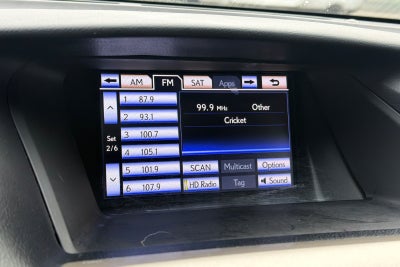 AM FM SAT Apps
1 87.9
2 93.1
3 100.7
4 105.1
5 101.9
6 107.9
Set
2/6
99.9 MHz Other
Cricket
SCAN Multicast Options
HD Radio Tag Sound